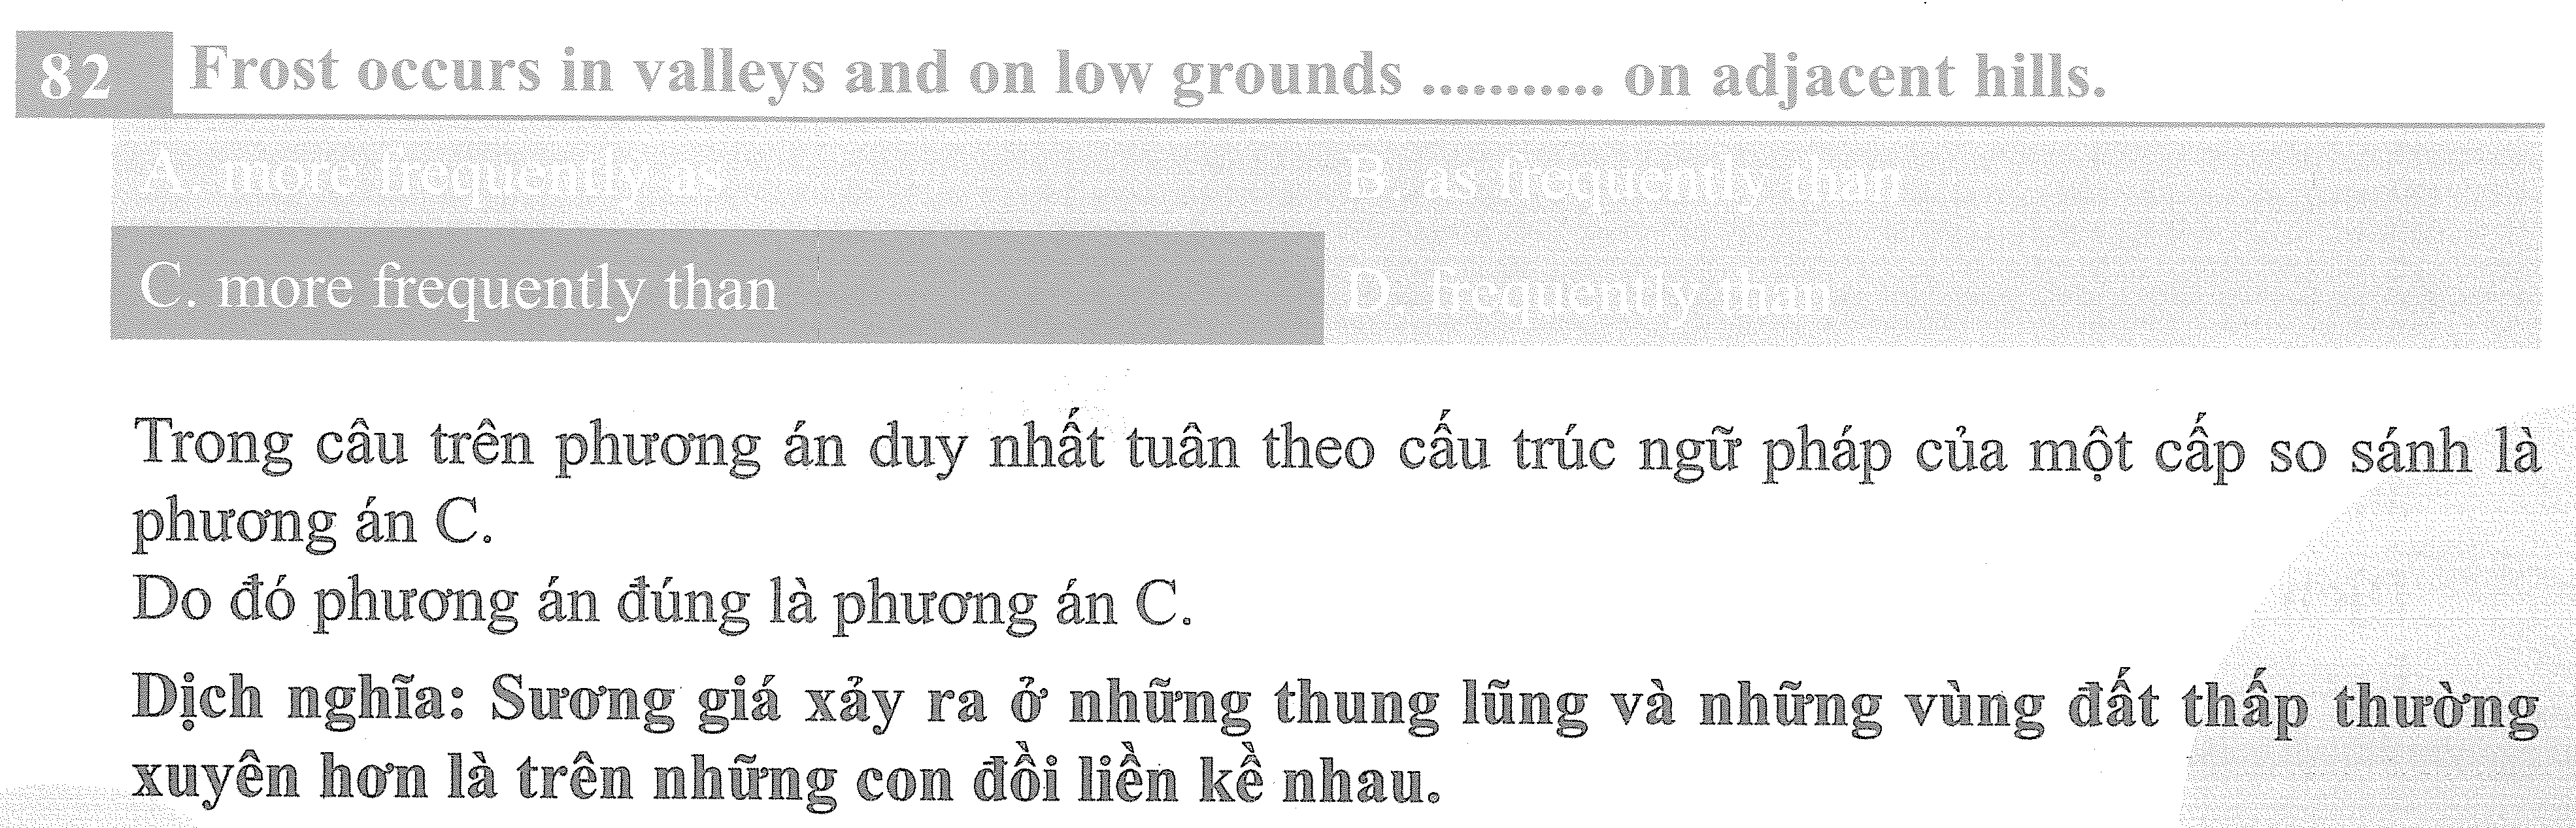 82 Frost occurs in valleys and on low grounds ........... on adjacent hills.
A. more frequently as B. as frequently than
C. more frequently than D. frequently than
Trong câu trên phương án duy nhất tuân theo cấu trúc ngữ pháp của một cấp so sánh là
phương án C.
Do đó phương án đúng là phương án C.
Dịch nghĩa: Sương giá xảy ra ở những thung lũng và những vùng đất thấp thường
xuyên hơn là trên những con đồi liền kề nhau.